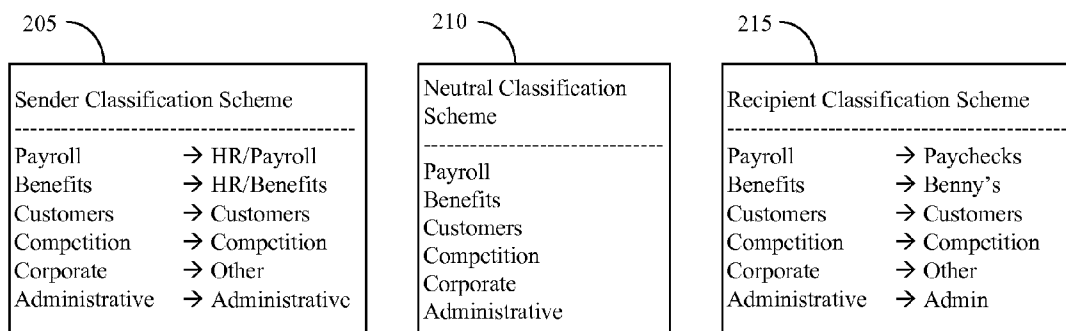 205
Sender Classification Scheme
Payroll → HR/Payroll
Benefits → HR/Benefits
Customers → Customers
Competition → Competition
Corporate → Other
Administrative → Administrative
210
Neutral Classification
Scheme
Payroll
Benefits
Customers
Competition
Corporate
Administrative
215
Recipient Classification Scheme
Payroll → Paychecks
Benefits → Benny's
Customers → Customers
Competition → Competition
Corporate → Other
Administrative → Admin